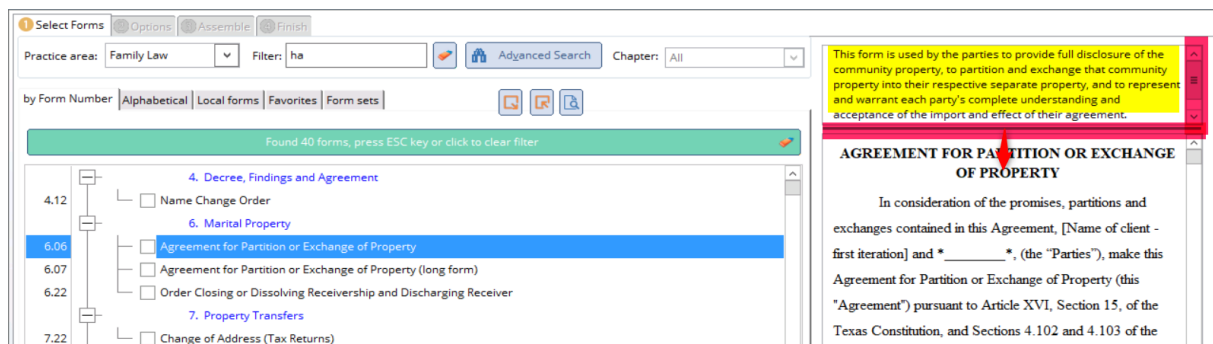 1 Select Forms Options Assemble Finish
Practice area: Family Law Filter: ha Advanced Search Chapter: All
by Form Number Alphabetical Local forms Favorites Form sets
Found 40 forms, press ESC key or click to clear filter
4. Decree, Findings and Agreement
4.12 Name Change Order
6. Marital Property
6.06 Agreement for Partition or Exchange of Property
6.07 Agreement for Partition or Exchange of Property (long form)
6.22 Order Closing or Dissolving Receivership and Discharging Receiver
7. Property Transfers
7.22 Change of Address (Tax Returns)
This form is used by the parties to provide full disclosure of the
community property, to partition and exchange that community
property into their respective separate property, and to represent
and warrant each party's complete understanding and
acceptance of the import and effect of their agreement.
AGREEMENT FOR PARTITION OR EXCHANGE
OF PROPERTY
In consideration of the promises, partitions and
exchanges contained in this Agreement, [Name of client -
first iteration] and *________*, (the “Parties”), make this
Agreement for Partition or Exchange of Property (this
"Agreement") pursuant to Article XVI, Section 15, of the
Texas Constitution, and Sections 4.102 and 4.103 of the